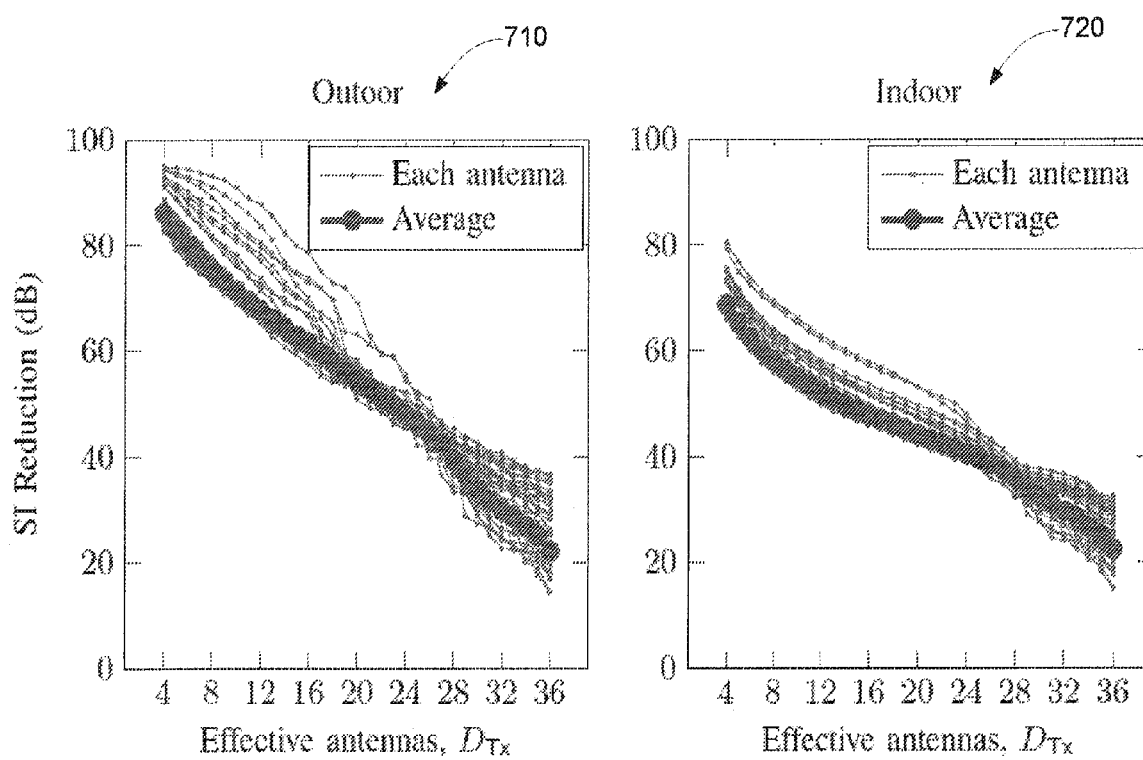 710
720
Outoor
Indoor
SI Reduction (dB)
100
80
60
40
20
0
Each antenna
Average
4 8 12 16 20 24 28 32 36
Effective antennas, DTx
100
80
60
40
20
0
Each antenna
Average
4 8 12 16 20 24 28 32 36
Effective antennas, DTx